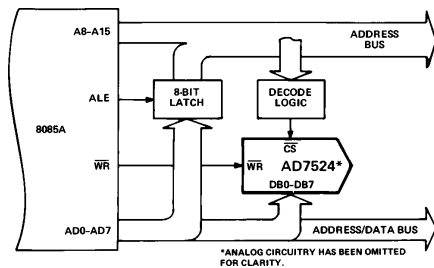 A8-A15
ADDRESS
BUS
ALE
8-BIT
LATCH
DECODE
LOGIC
8085A
CS
WR
WR
AD7524*
DB0-DB7
AD0-AD7
ADDRESS/DATA BUS
*ANALOG CIRCUITRY HAS BEEN OMITTED
FOR CLARITY.